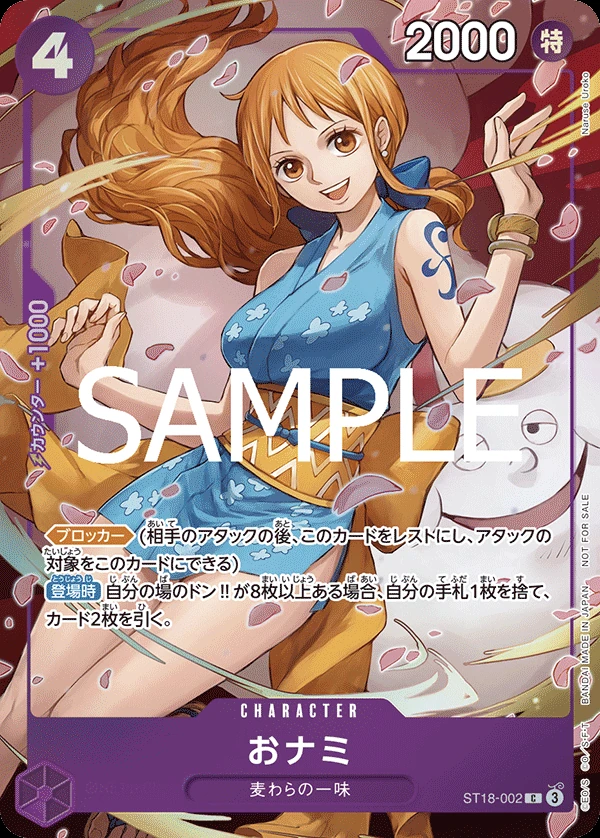 4
2000
特
Naruse Uroko
カウンター +1000
SAMPLE
ブロッカー (相手のアタックの後、このカードをレストにし、アタックの
対象をこのカードにできる)
登場時 自分の場のドン!!が8枚以上ある場合、自分の手札1枚を捨て、
カード2枚を引く。
NOT FOR SALE
BANDAI MADE IN JAPAN
CHARACTER
おナミ
麦わらの一味
ST18-002 C 3